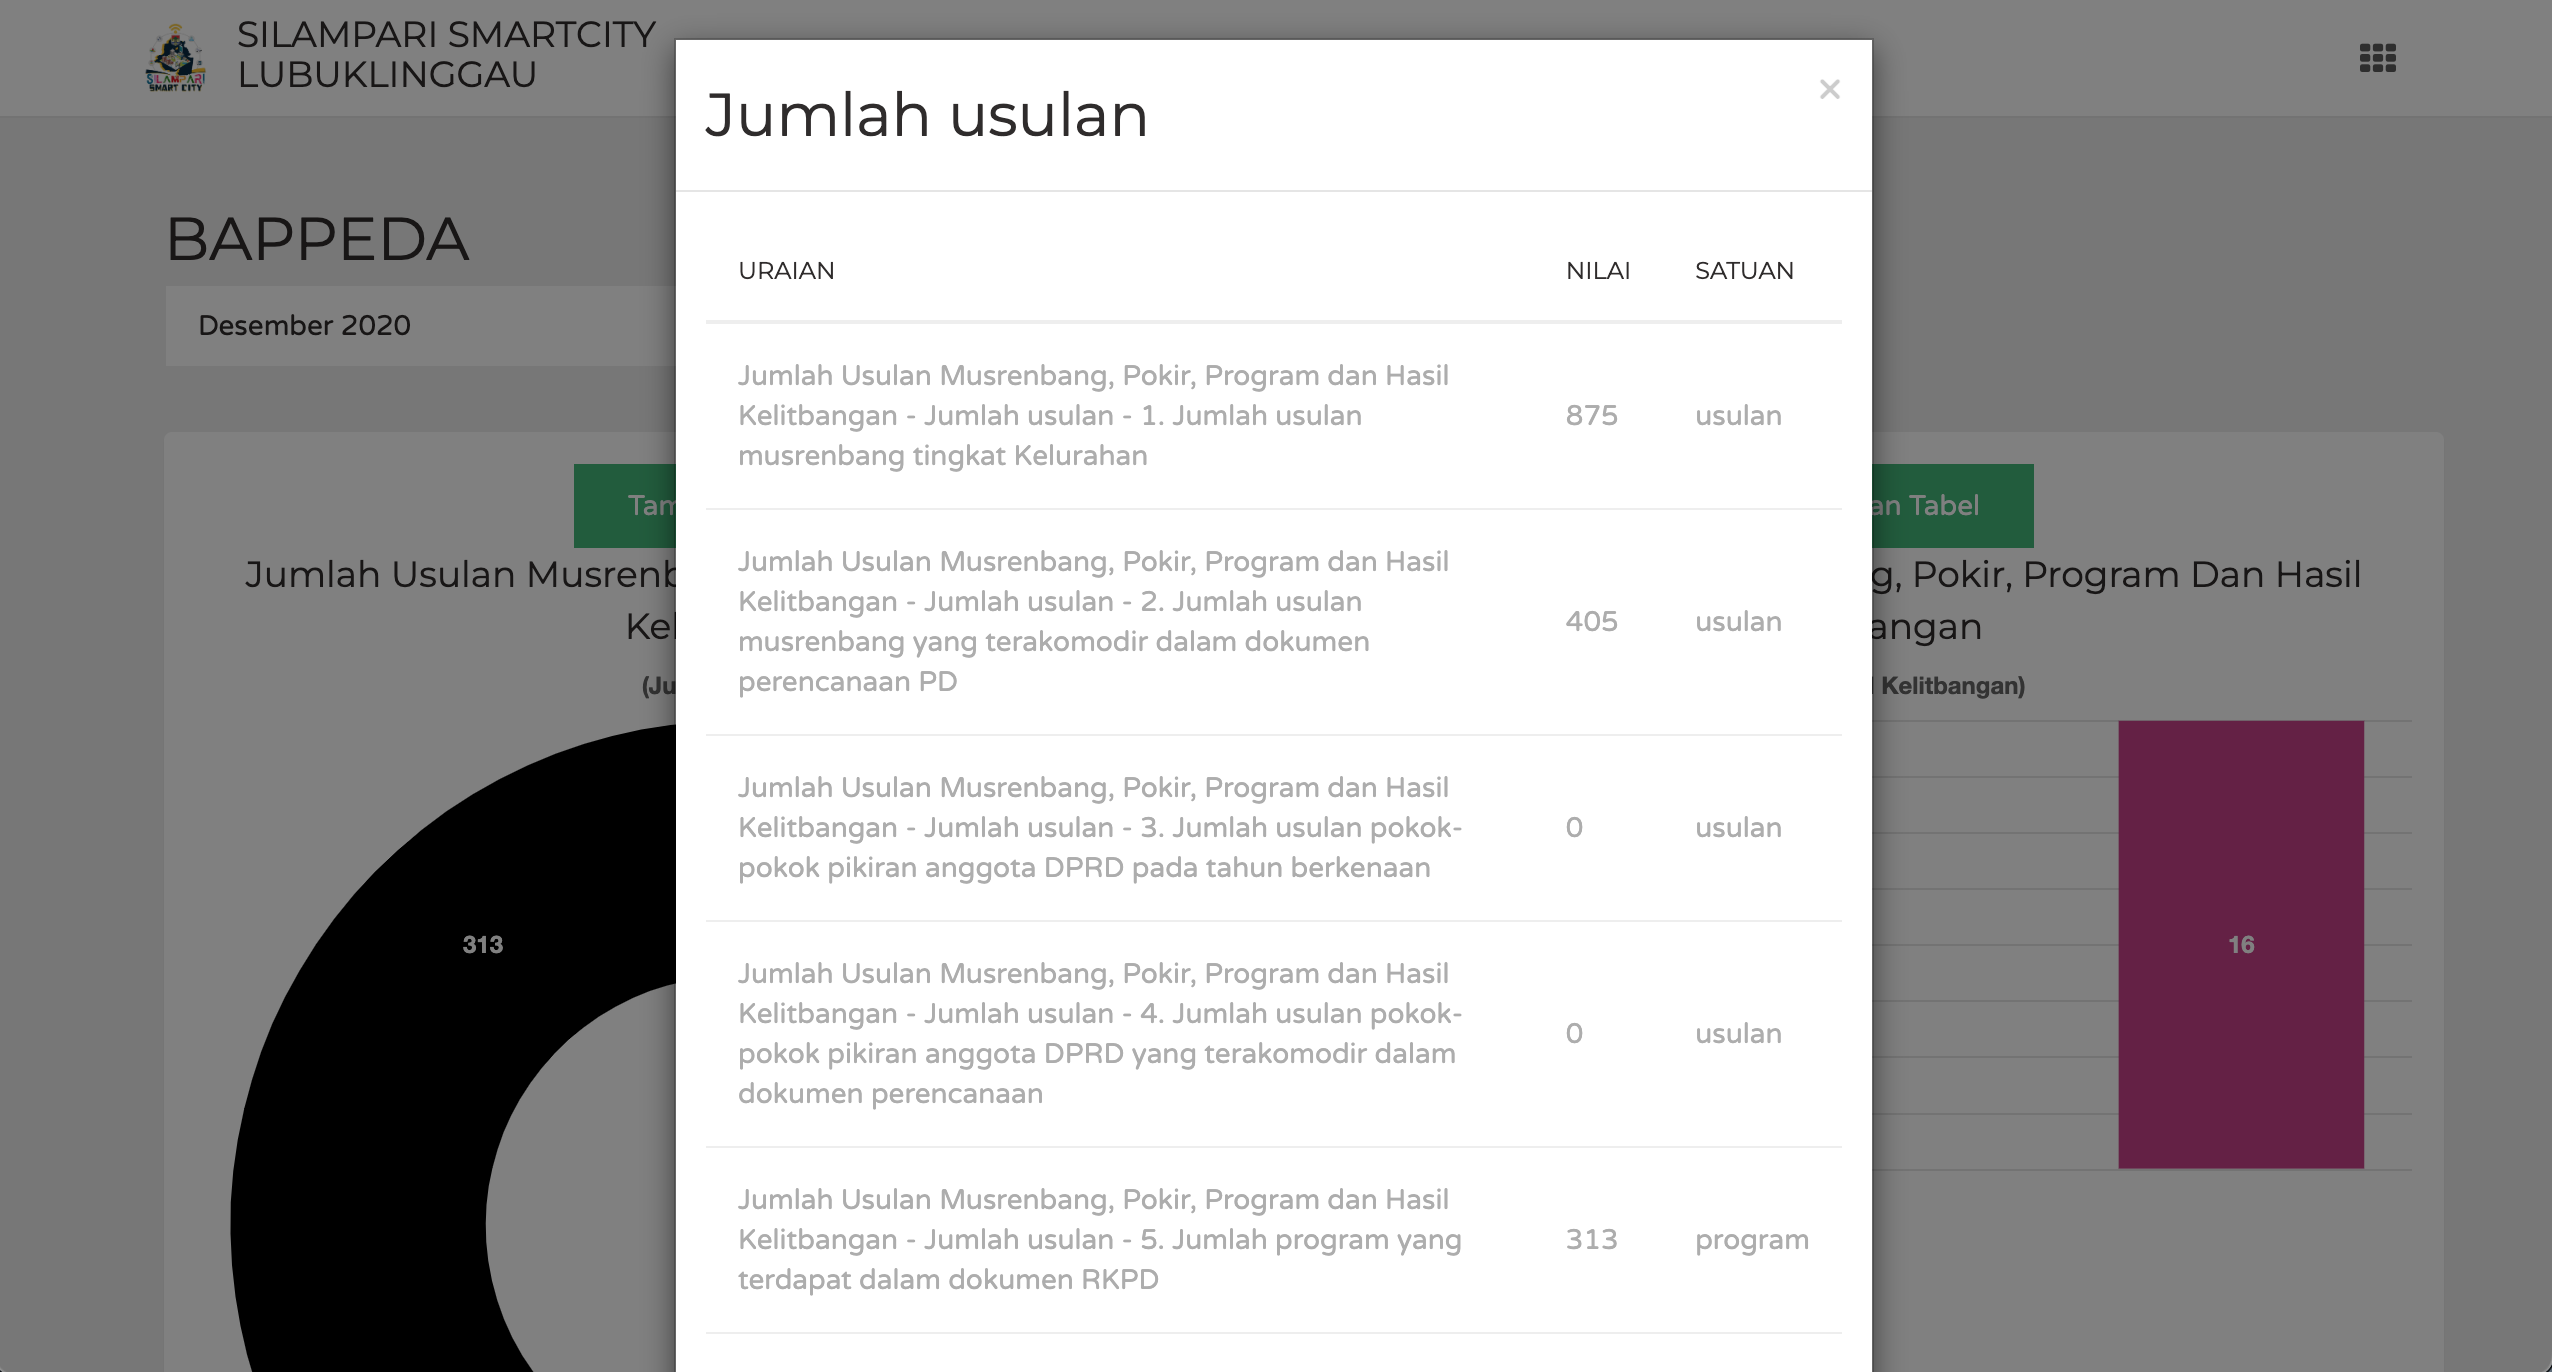 SILAMPARI SMARTCITY
LUBUKLINGGAU
SILAMPARI
SMART CITY
BAPPEDA
Desember 2020
Jumlah Usulan
Kelitbangan)
313
16
Jumlah usulan
×
URAIAN NILAI SATUAN
Jumlah Usulan Musrenbang, Pokir, Program dan Hasil
Kelitbangan - Jumlah usulan - 1. Jumlah usulan
musrenbang tingkat Kelurahan
875 usulan
Jumlah Usulan Musrenbang, Pokir, Program dan Hasil
Kelitbangan - Jumlah usulan - 2. Jumlah usulan
musrenbang yang terakomodir dalam dokumen
perencanaan PD
405 usulan
Jumlah Usulan Musrenbang, Pokir, Program dan Hasil
Kelitbangan - Jumlah usulan - 3. Jumlah usulan pokok-
pokok pikiran anggota DPRD pada tahun berkenaan
0 usulan
Jumlah Usulan Musrenbang, Pokir, Program dan Hasil
Kelitbangan - Jumlah usulan - 4. Jumlah usulan pokok-
pokok pikiran anggota DPRD yang terakomodir dalam
dokumen perencanaan
0 usulan
Jumlah Usulan Musrenbang, Pokir, Program dan Hasil
Kelitbangan - Jumlah usulan - 5. Jumlah program yang
terdapat dalam dokumen RKPD
313 program
Tabel
Pokir, Program Dan Hasil